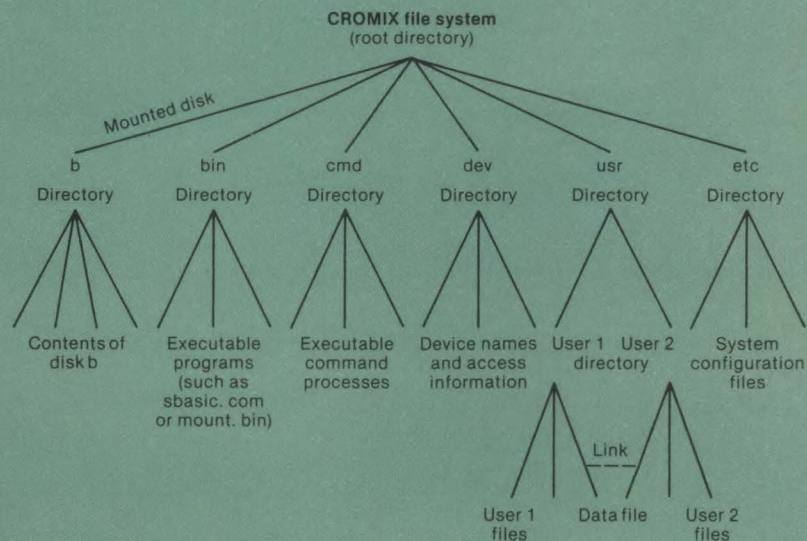 CROMIX file system
(root directory)
Mounted disk
b
bin
cmd
dev
usr
etc
Directory
Directory
Directory
Directory
Directory
Directory
Contents of
disk b
Executable
programs
(such as
sbasic. com
or mount. bin)
Executable
command
processes
Device names
and access
information
User 1 User 2
directory
System
configuration
files
Link
User 1
files
Data file
User 2
files